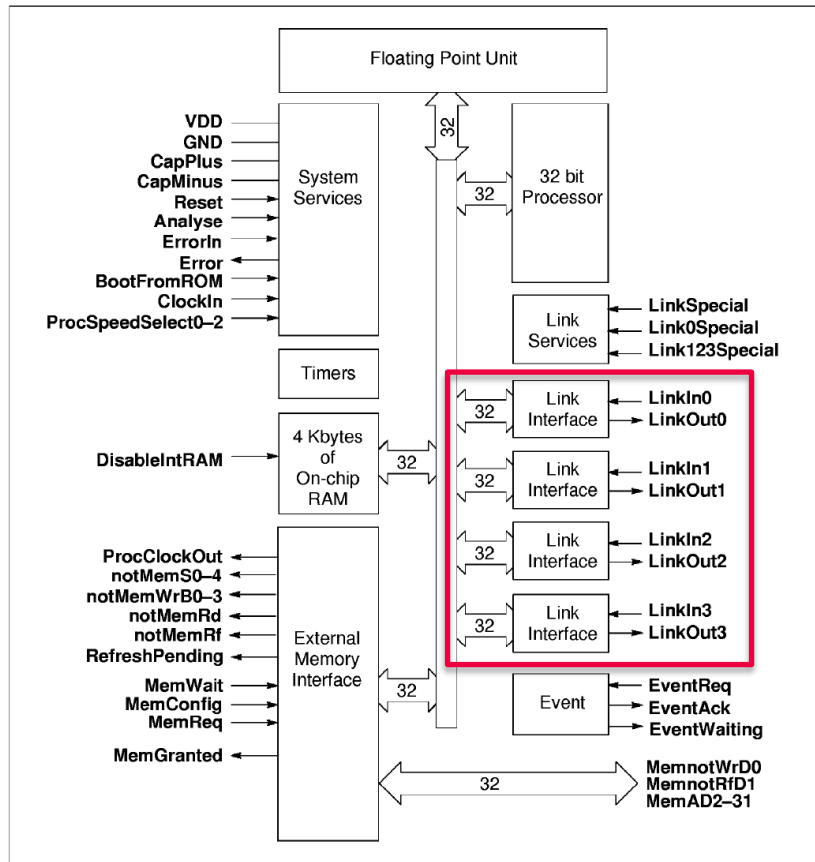 Floating Point Unit
32
VDD
GND
CapPlus
CapMinus
Reset
Analyse
ErrorIn
Error
BootFromROM
ClockIn
ProcSpeedSelect0–2
System
Services
32
32 bit
Processor
Link
Services
LinkSpecial
Link0Special
Link123Special
Timers
32
Link
Interface
LinkIn0
LinkOut0
DisableIntRAM
4 Kbytes
of
On-chip
RAM
32
32
Link
Interface
LinkIn1
LinkOut1
32
Link
Interface
LinkIn2
LinkOut2
32
Link
Interface
LinkIn3
LinkOut3
ProcClockOut
notMemS0–4
notMemWrB0–3
notMemRd
notMemRf
RefreshPending
MemWait
MemConfig
MemReq
MemGranted
External
Memory
Interface
32
Event
EventReq
EventAck
EventWaiting
32
MemnotWrD0
MemnotRfD1
MemAD2–31